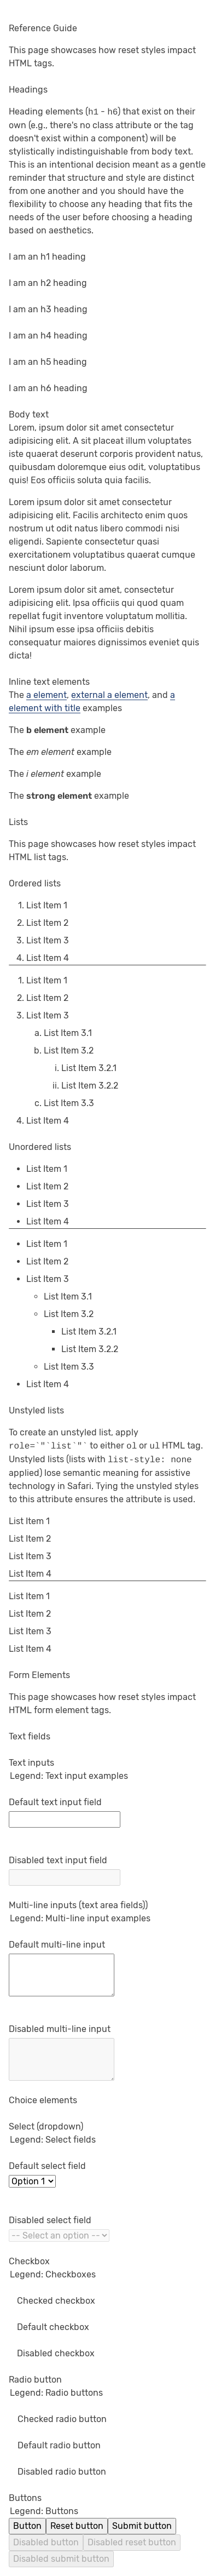 Reference Guide
This page showcases how reset styles impact
HTML tags.
Headings
Heading elements (h1 - h6) that exist on their
own (e.g., there's no class attribute or the tag
doesn't exist within a component) will be
stylistically indistinguishable from body text.
This is an intentional decision meant as a gentle
reminder that structure and style are distinct
from one another and you should have the
flexibility to choose any heading that fits the
needs of the user before choosing a heading
based on aesthetics.
I am an h1 heading
I am an h2 heading
I am an h3 heading
I am an h4 heading
I am an h5 heading
I am an h6 heading
Body text
Lorem, ipsum dolor sit amet consectetur
adipisicing elit. A sit placeat illum voluptates
iste quaerat deserunt corporis provident natus,
quibusdam doloremque eius odit, voluptatibus
quis! Eos officiis soluta quia facilis.
Lorem ipsum dolor sit amet consectetur
adipisicing elit. Facilis architecto enim quos
nostrum ut odit natus libero commodi nisi
eligendi. Sapiente consectetur quasi
exercitationem voluptatibus quaerat cumque
nesciunt dolor laborum.
Lorem ipsum dolor sit amet, consectetur
adipisicing elit. Ipsa officiis qui quod quam
repellat fugit inventore voluptatum mollitia.
Nihil ipsum esse ipsa officiis debitis
consequatur maiores dignissimos eveniet quis
dicta!
Inline text elements
The a element, external a element, and a
element with title examples
The b element example
The em element example
The i element example
The strong element example
Lists
This page showcases how reset styles impact
HTML list tags.
Ordered lists
1. List Item 1
2. List Item 2
3. List Item 3
4. List Item 4
1. List Item 1
2. List Item 2
3. List Item 3
a. List Item 3.1
b. List Item 3.2
i. List Item 3.2.1
ii. List Item 3.2.2
c. List Item 3.3
4. List Item 4
Unordered lists
• List Item 1
• List Item 2
• List Item 3
• List Item 4
• List Item 1
• List Item 2
• List Item 3
◦ List Item 3.1
◦ List Item 3.2
▪ List Item 3.2.1
▪ List Item 3.2.2
◦ List Item 3.3
• List Item 4
Unstyled lists
To create an unstyled list, apply
role=`"`list`"` to either ol or ul HTML tag.
Unstyled lists (lists with list-style: none
applied) lose semantic meaning for assistive
technology in Safari. Tying the unstyled styles
to this attribute ensures the attribute is used.
List Item 1
List Item 2
List Item 3
List Item 4
List Item 1
List Item 2
List Item 3
List Item 4
Form Elements
This page showcases how reset styles impact
HTML form element tags.
Text fields
Text inputs
Legend: Text input examples
Default text input field
Disabled text input field
Multi-line inputs (text area fields))
Legend: Multi-line input examples
Default multi-line input
Disabled multi-line input
Choice elements
Select (dropdown)
Legend: Select fields
Default select field
Option 1
Disabled select field
-- Select an option --
Checkbox
Legend: Checkboxes
Checked checkbox
Default checkbox
Disabled checkbox
Radio button
Legend: Radio buttons
Checked radio button
Default radio button
Disabled radio button
Buttons
Legend: Buttons
Button Reset button Submit button
Disabled button Disabled reset button
Disabled submit button